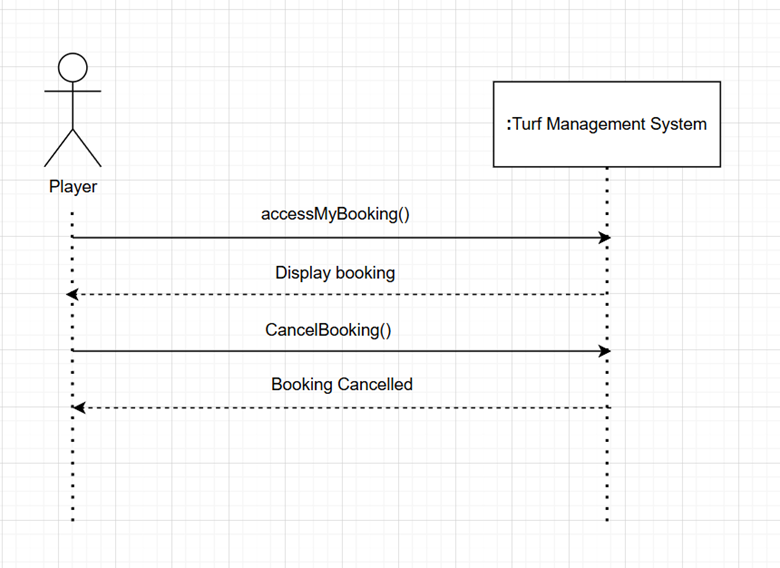 :Turf Management System
Player
accessMyBooking()
Display booking
CancelBooking()
Booking Cancelled